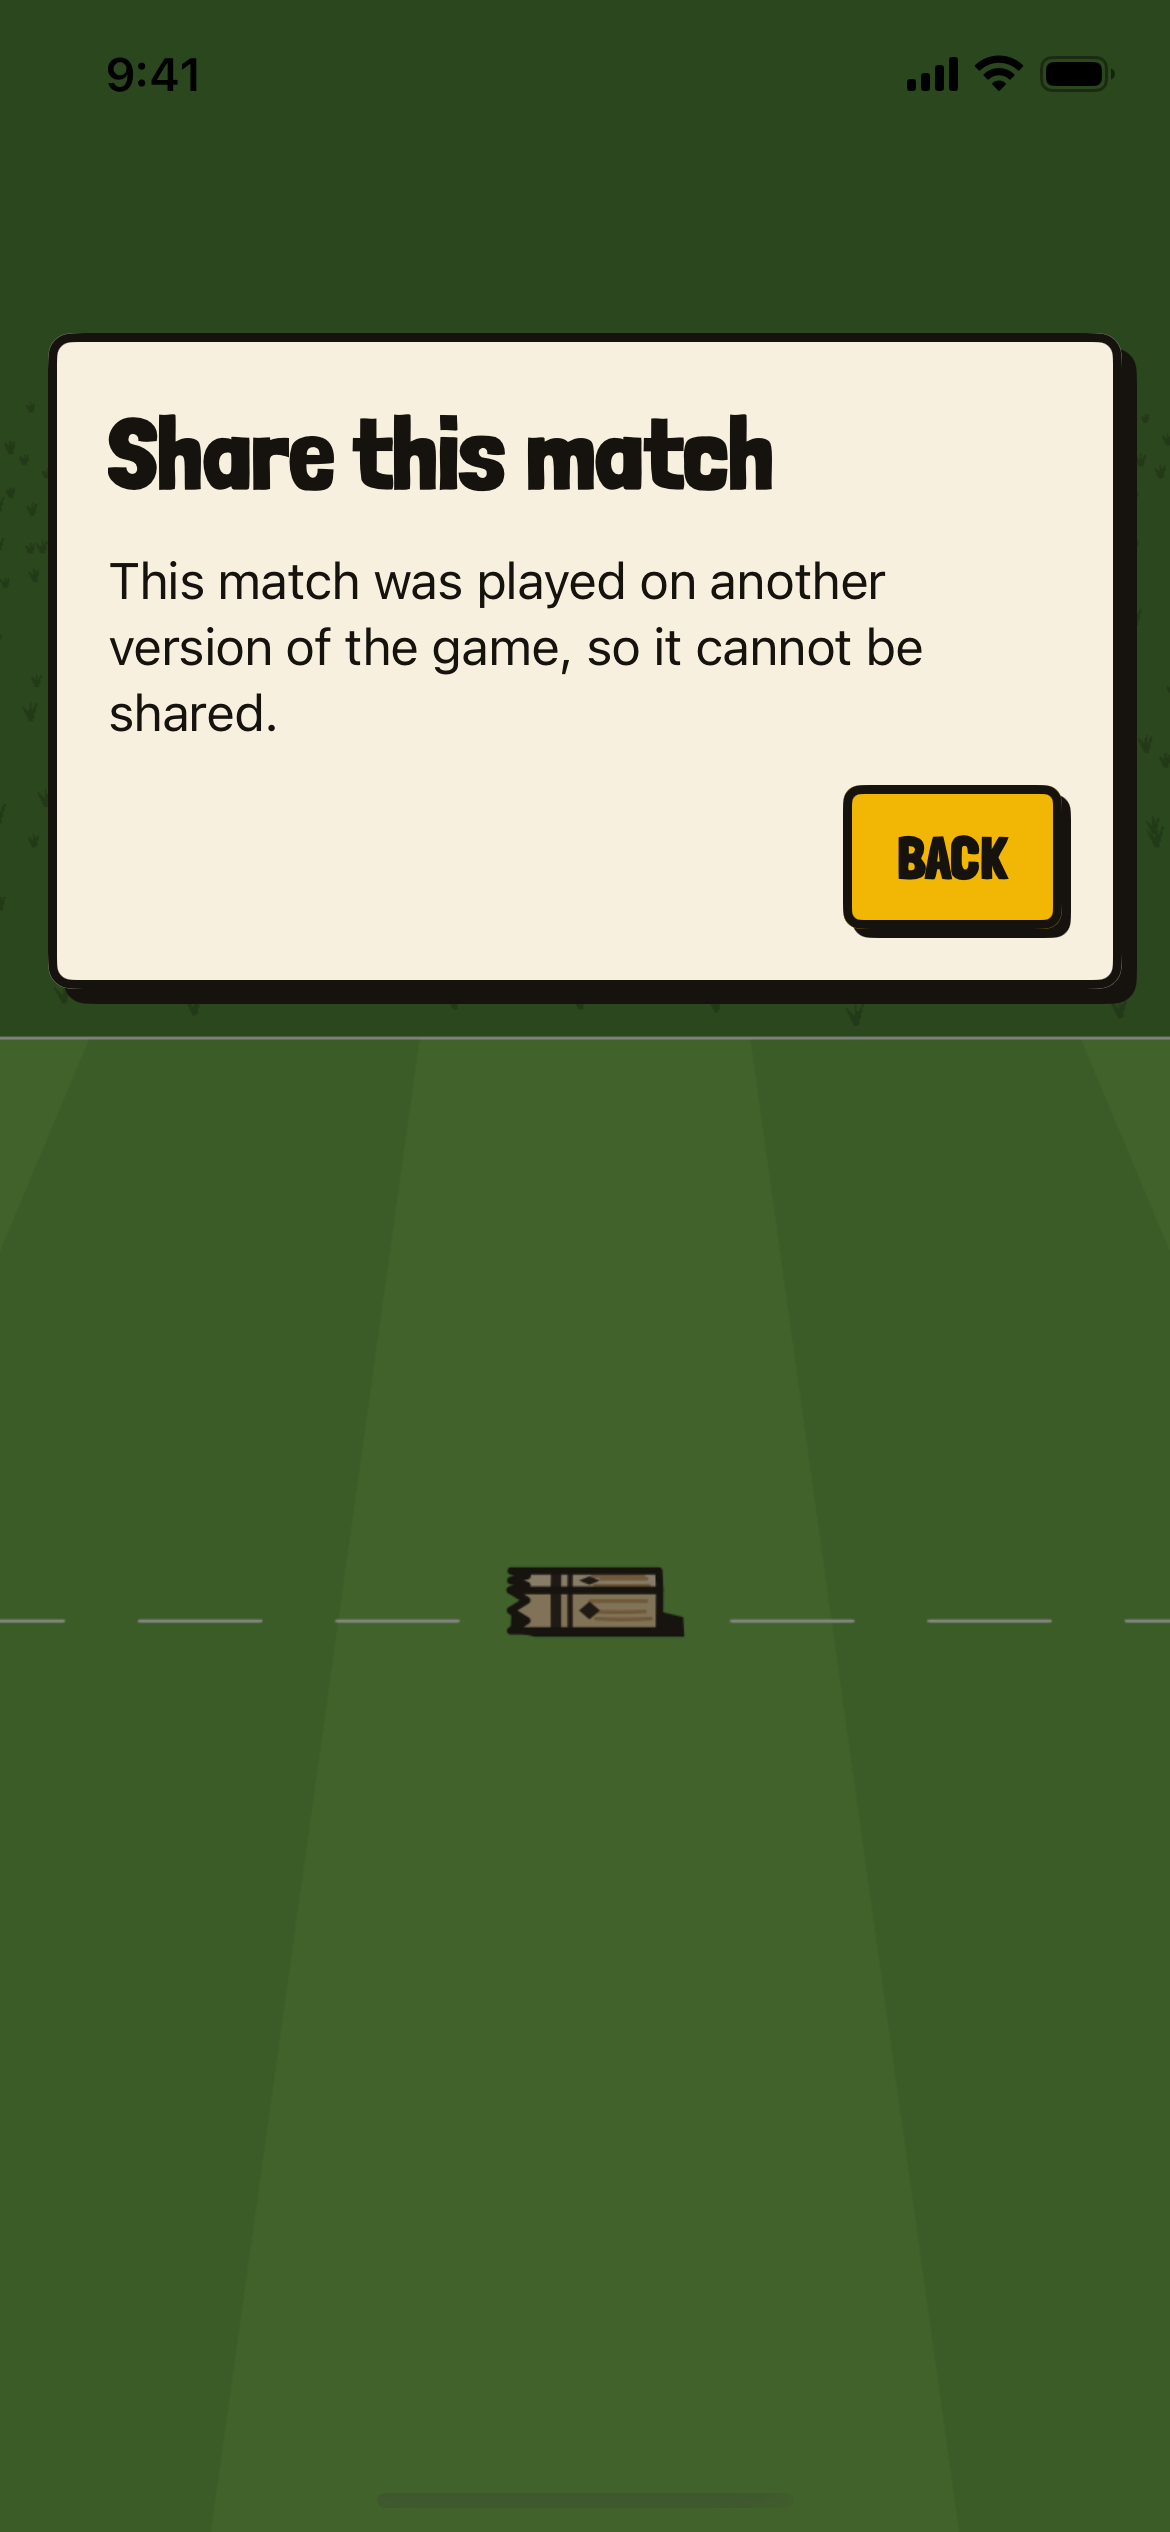 9:41
Share this match
This match was played on another
version of the game, so it cannot be
shared.
BACK